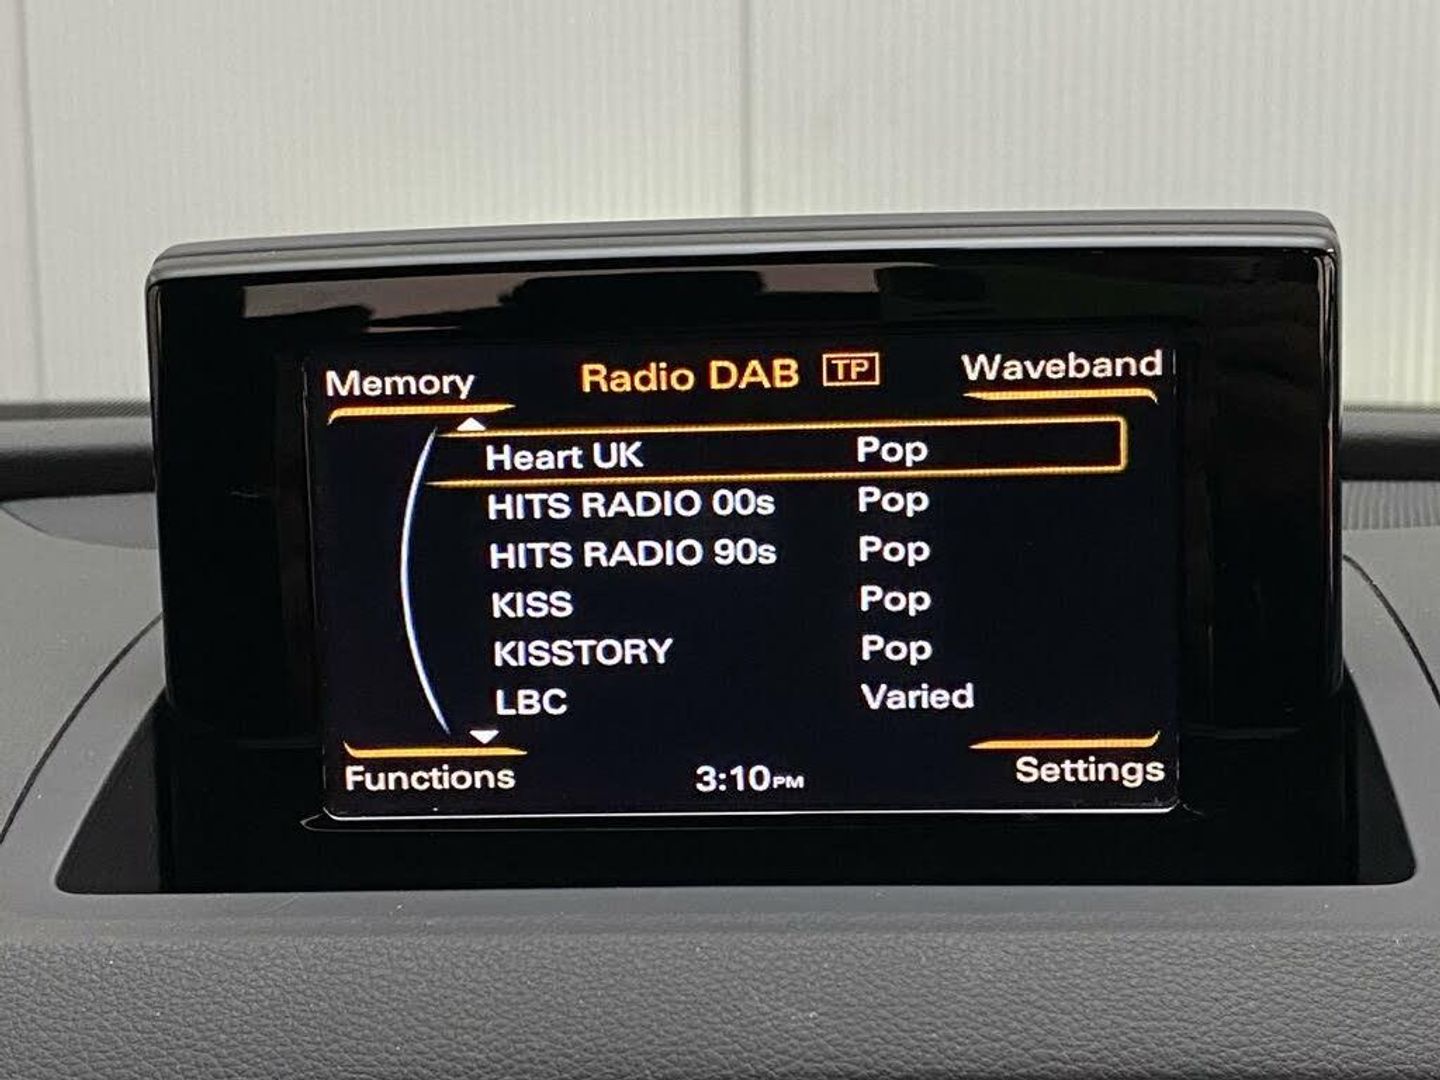 Memory Radio DAB TP Waveband
Heart UK Pop
HITS RADIO 00s Pop
HITS RADIO 90s Pop
KISS Pop
KISSTORY Pop
LBC Varied
Functions 3:10PM Settings